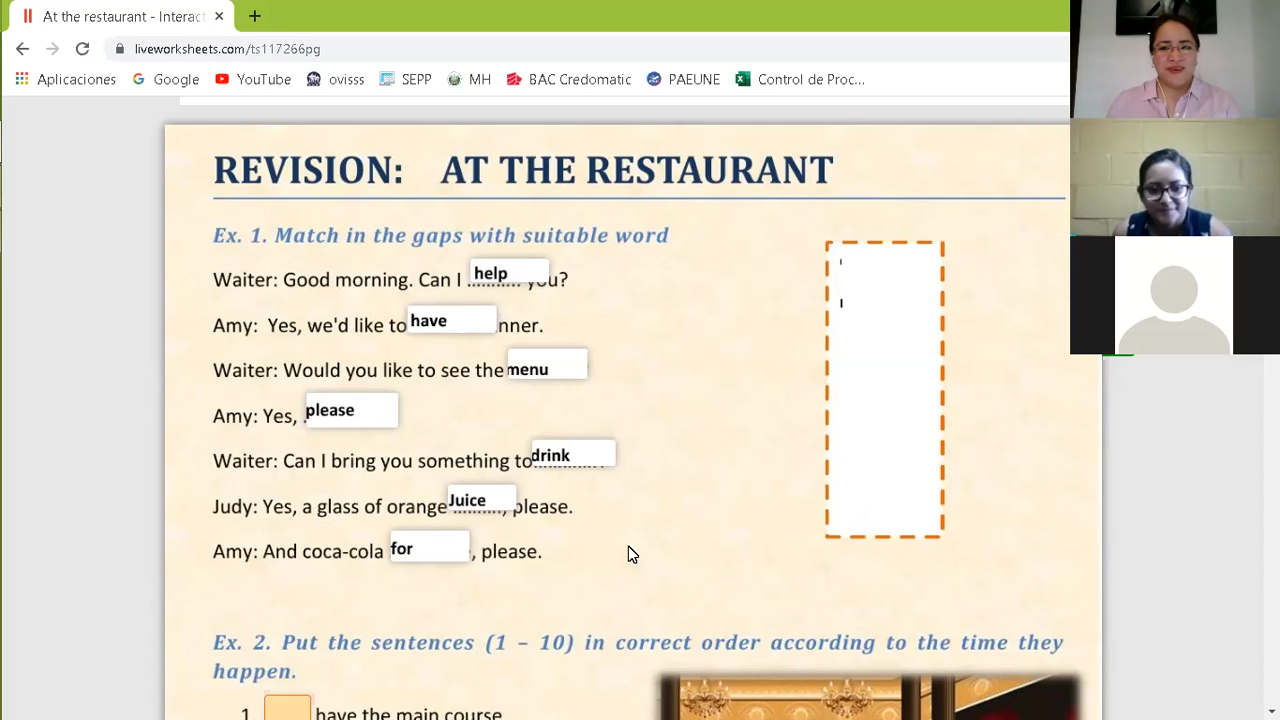 At the restaurant - Interact
liveworksheets.com/ts117266pg
Aplicaciones Google YouTube ovisss SEPP MH BAC Credomatic PAEUNE Control de Proc...
REVISION: AT THE RESTAURANT
Ex. 1. Match in the gaps with suitable word
Waiter: Good morning. Can I help you?
Amy: Yes, we'd like to have nner.
Waiter: Would you like to see the menu
Amy: Yes, please
Waiter: Can I bring you something to drink
Judy: Yes, a glass of orange Juice, please.
Amy: And coca-cola for, please.
Ex. 2. Put the sentences (1 – 10) in correct order according to the time they
happen.
1. have the main course